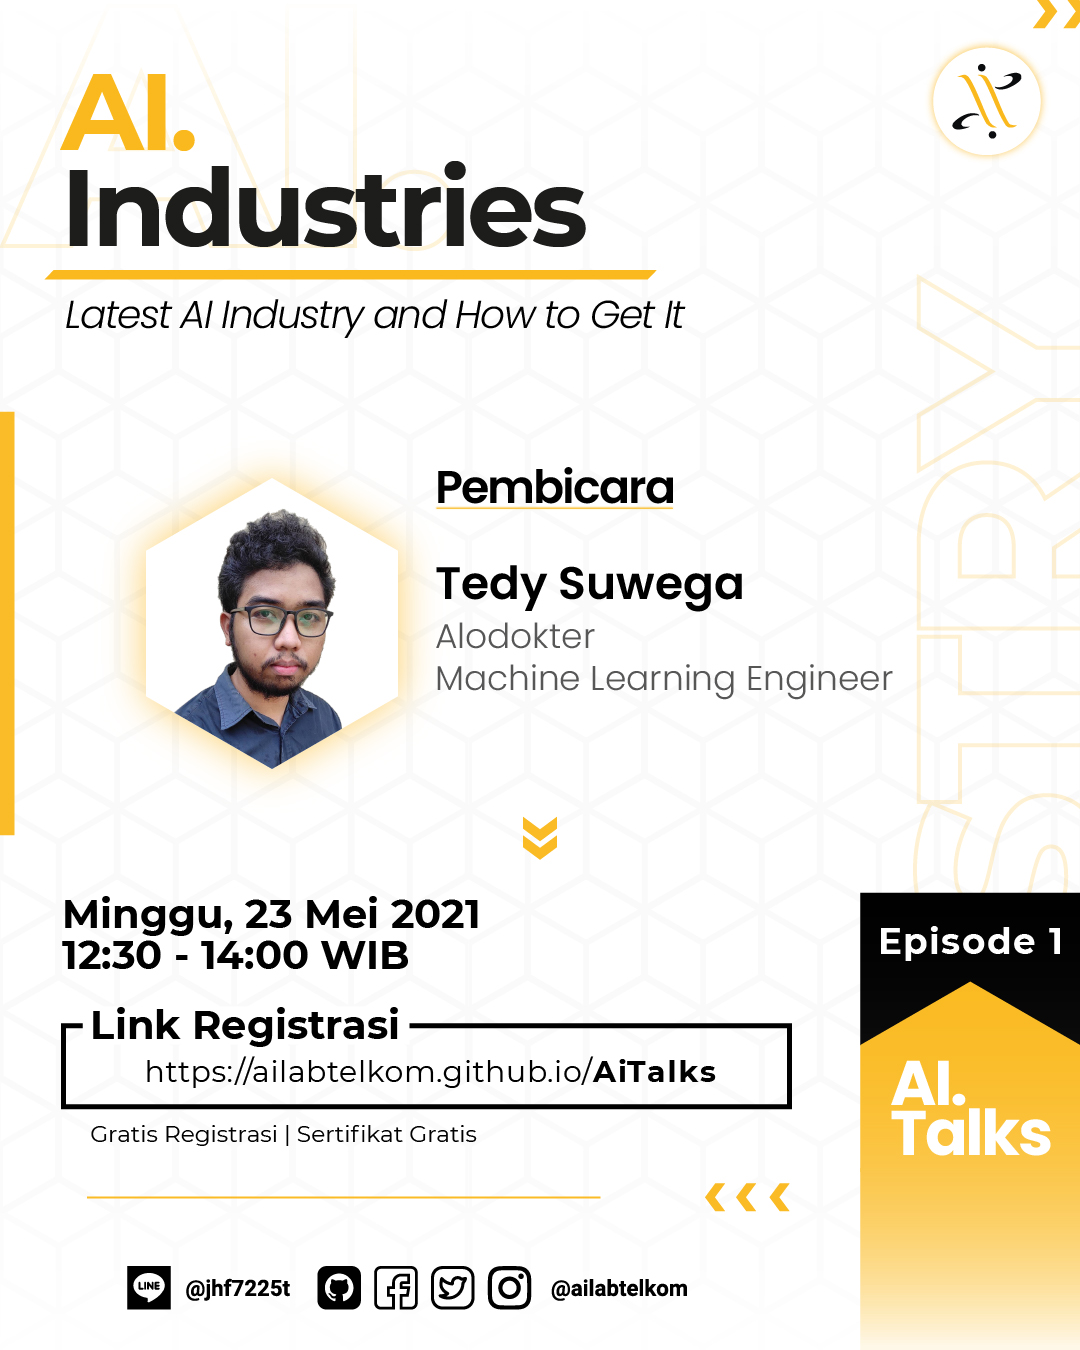 AI.
Industries
Latest AI Industry and How to Get It
STRY
Pembicara
Tedy Suwega
Alodokter
Machine Learning Engineer
Minggu, 23 Mei 2021
12:30 - 14:00 WIB
Link Registrasi
https://ailabtelkom.github.io/AiTalks
Gratis Registrasi | Sertifikat Gratis
Episode 1
AI.
Talks
LINE
@jhf7225t
@ailabtelkom